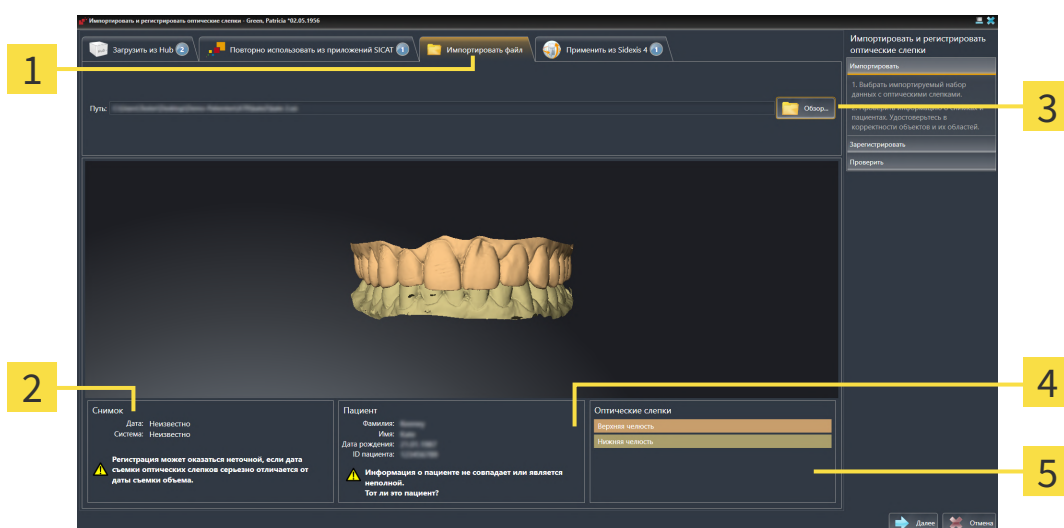 Импортировать и регистрировать оптические слепки - Green, Patricia *02.05.1956
Загрузить из Hub 2
Повторно использовать из приложений SICAT 1
Импортировать файл
Применить из Sidexis 4 1
Импортировать и регистрировать
оптические слепки
Импортировать
1. Выбрать импортируемый набор
данных с оптическими слепками.
пациентах. Удостоверьтесь в
корректности объектов и их областей.
Зарегистрировать
Проверить
Путь:
Обзор...
1
2
3
4
5
Снимок
Дата: Неизвестно
Система: Неизвестно
Регистрация может оказаться неточной, если дата
съемки оптических слепков серьезно отличается от
даты съемки объема.
Пациент
Фамилия:
Имя:
Дата рождения:
ID пациента:
Информация о пациенте не совпадает или является
неполной.
Тот ли это пациент?
Оптические слепки
Верхняя челюсть
Нижняя челюсть
Далее
Отмена